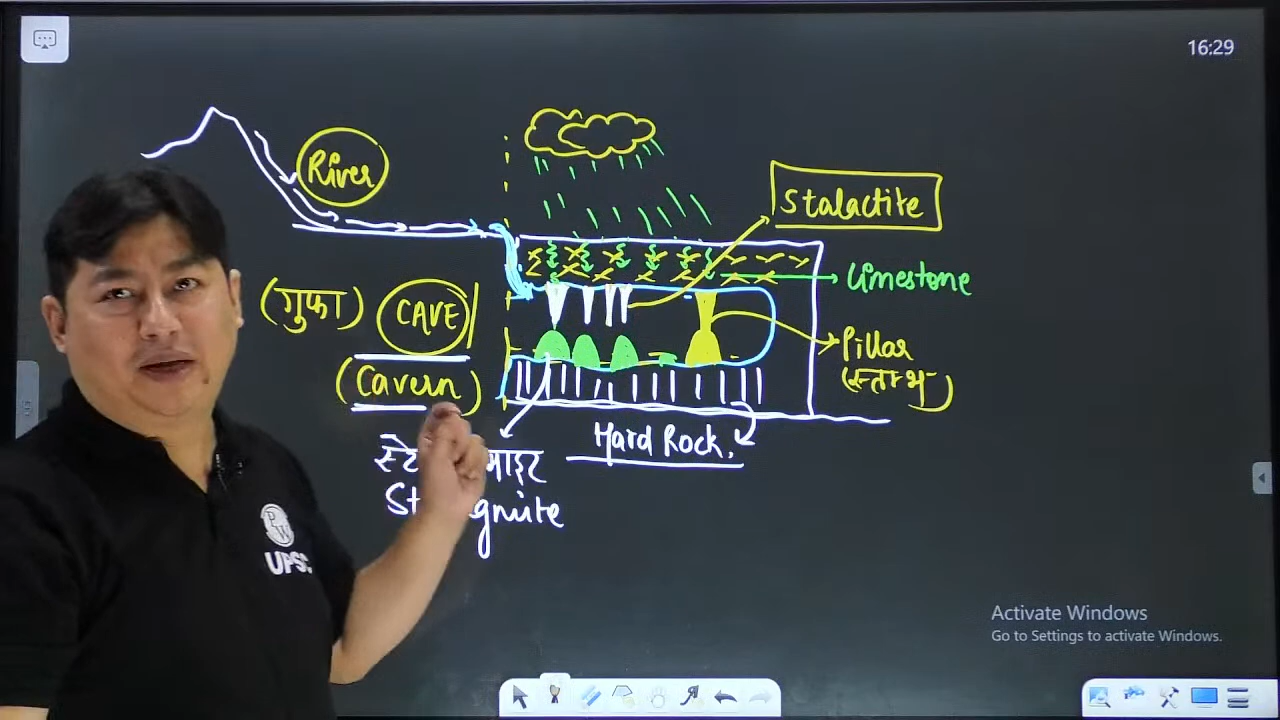 16:29
River
Stalactite
Limestone
(गुफा) CAVE
(Cavern)
Pillar
Hard Rock.
PW
UPSC
Activate Windows
Go to Settings to activate Windows.